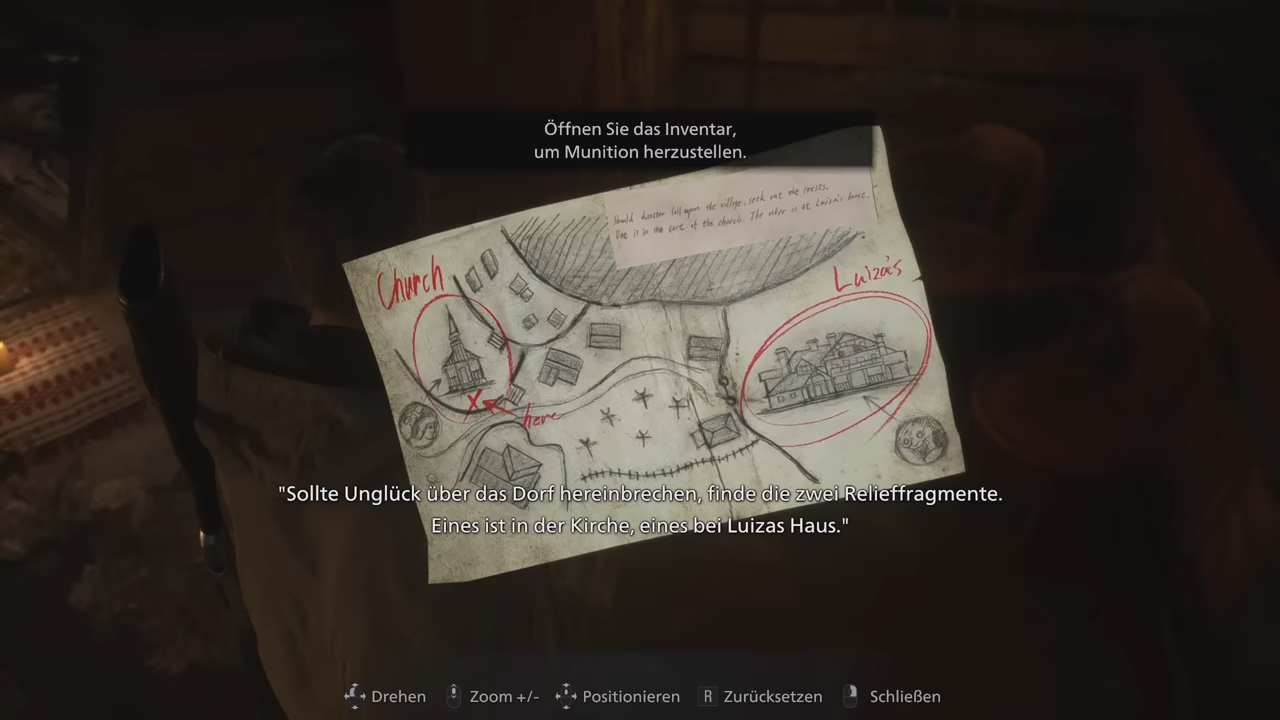 Öffnen Sie das Inventar,
um Munition herzustellen.
Should disaster fall upon the village, seek out the crests.
One is in the care of the church. The other is at Luiza's home.
Church
Luiza's
here
"Sollte Unglück über das Dorf hereinbrechen, finde die zwei Relieffragmente.
Eines ist in der Kirche, eines bei Luizas Haus."
Drehen Zoom +/- Positionieren R Zurücksetzen Schließen